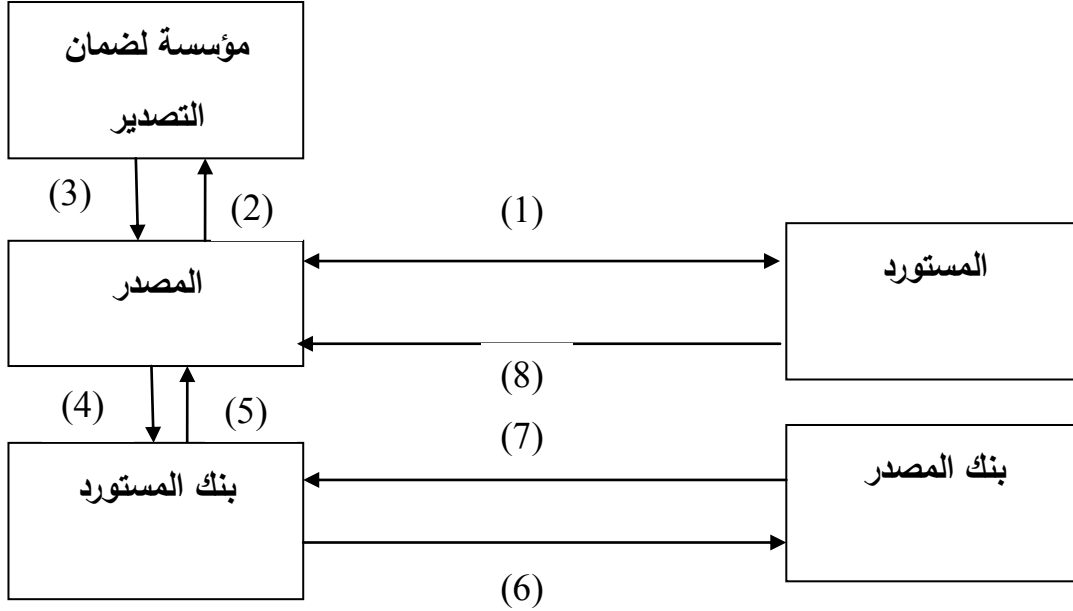 مؤسسة لضمان
التصدير
(3)
(2)
(1)
المصدر
المستورد
(8)
(4)
(5)
(7)
بنك المستورد
بنك المصدر
(6)